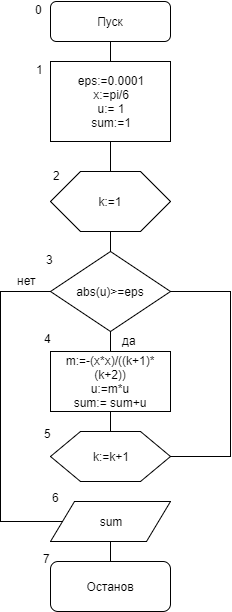 0
Пуск
1
eps:=0.0001
x:=pi/6
u:= 1
sum:=1
2
k:=1
3
abs(u)>=eps
нет
да
4
m:=-(x*x)/((k+1)*
(k+2))
u:=m*u
sum:= sum+u
5
k:=k+1
6
sum
7
Останов